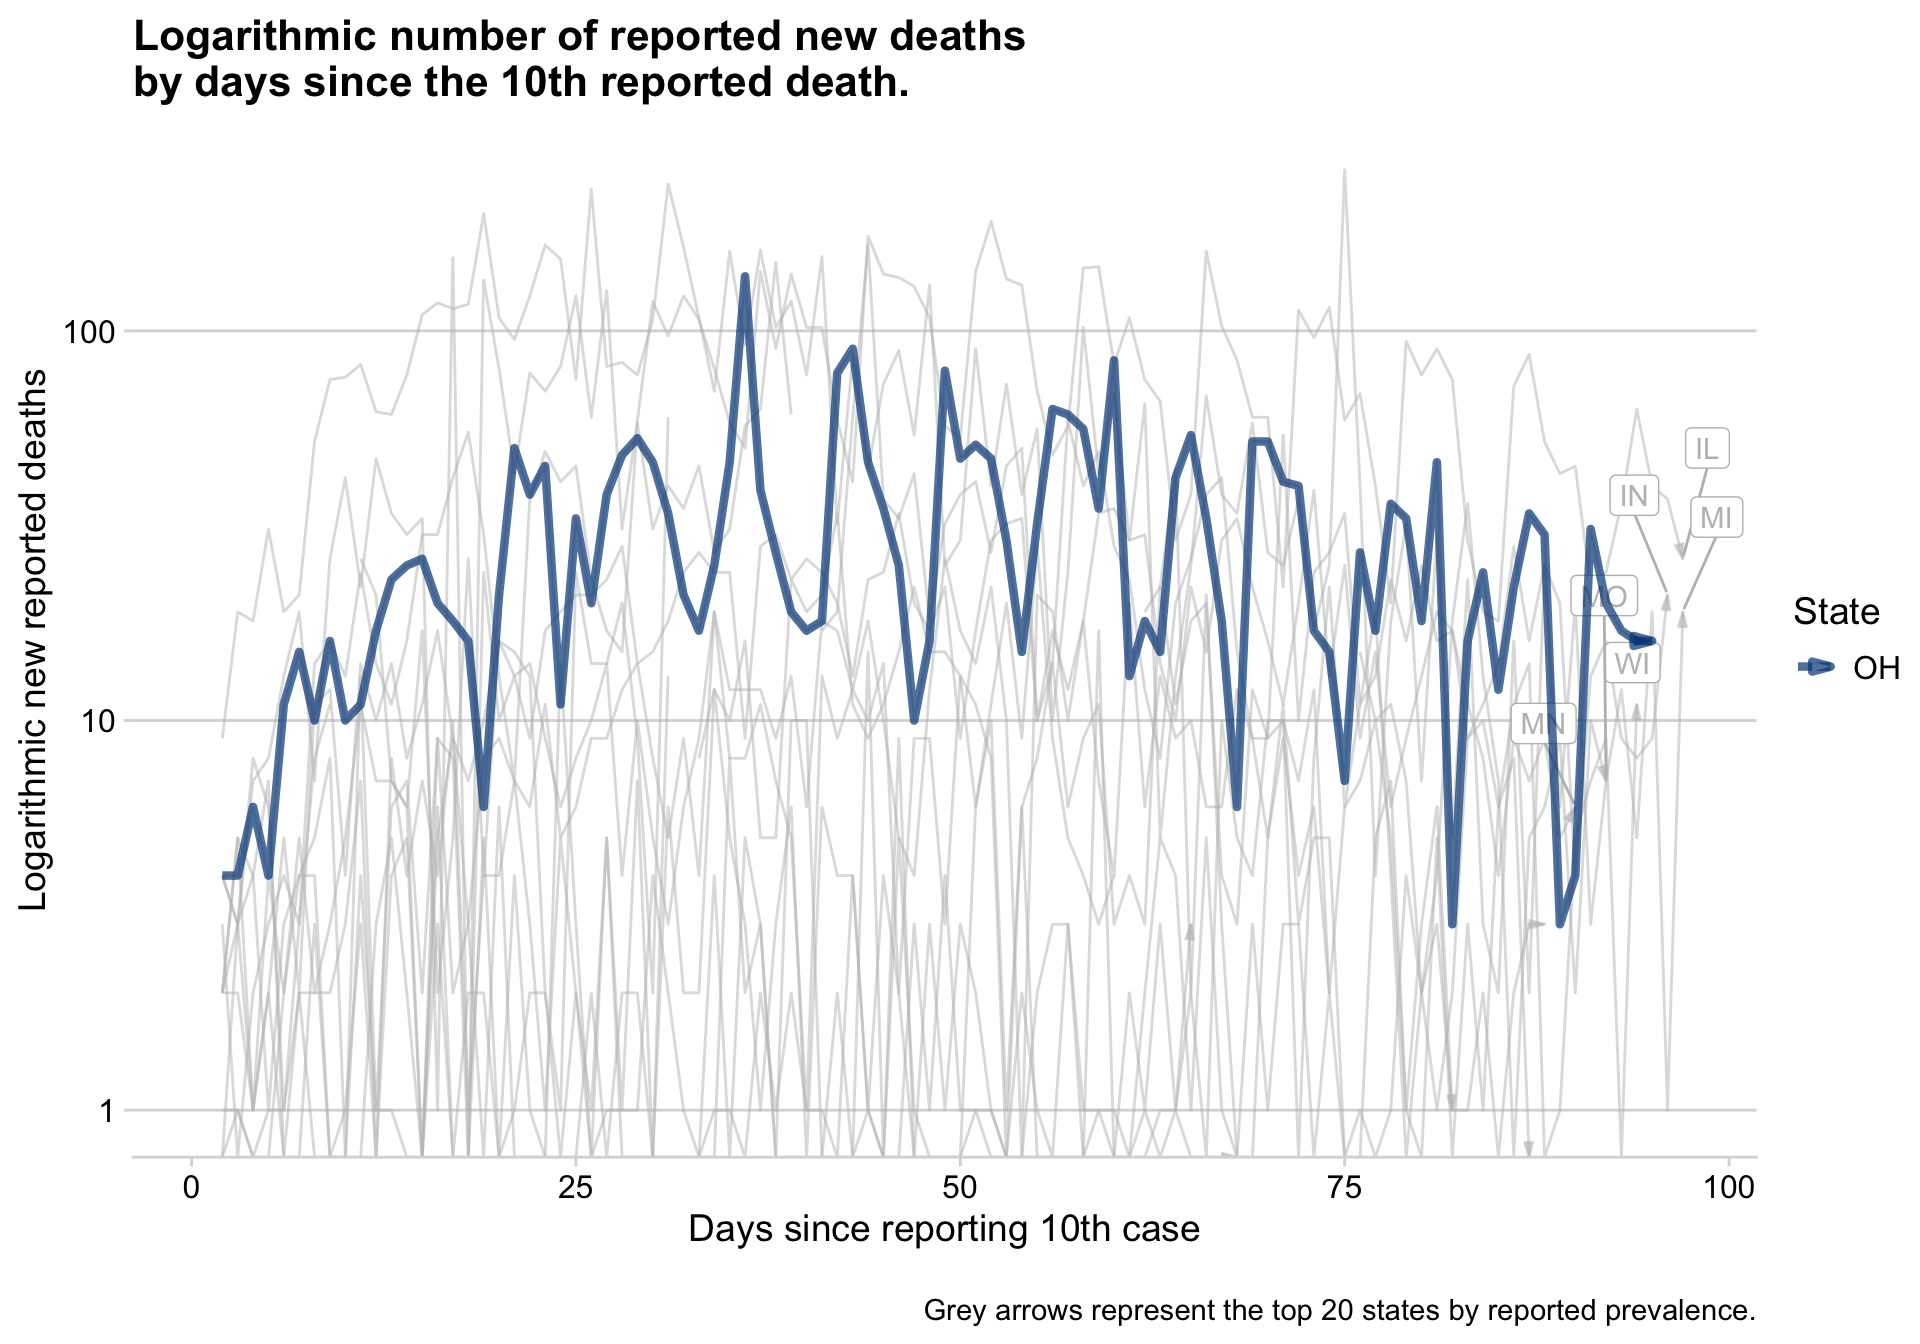 Logarithmic number of reported new deaths
by days since the 10th reported death.
Logarithmic new reported deaths
100
10
1
IL
IN
MI
MO
WI
MN
State
OH
0 25 50 75 100
Days since reporting 10th case
Grey arrows represent the top 20 states by reported prevalence.